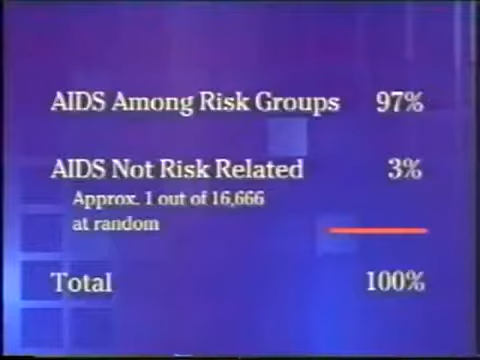 AIDS Among Risk Groups 97%
AIDS Not Risk Related 3%
Approx. 1 out of 16,666
at random
Total 100%